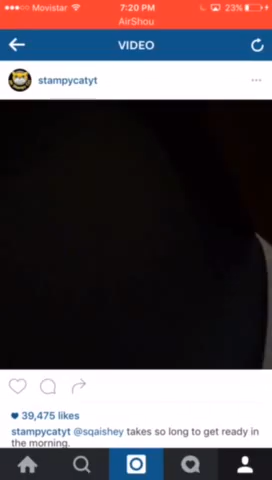 Movistar 7:20 PM 23%
AirShou
VIDEO
stampycatyt
39,475 likes
stampycatyt @sqaishey takes so long to get ready in
the morning.